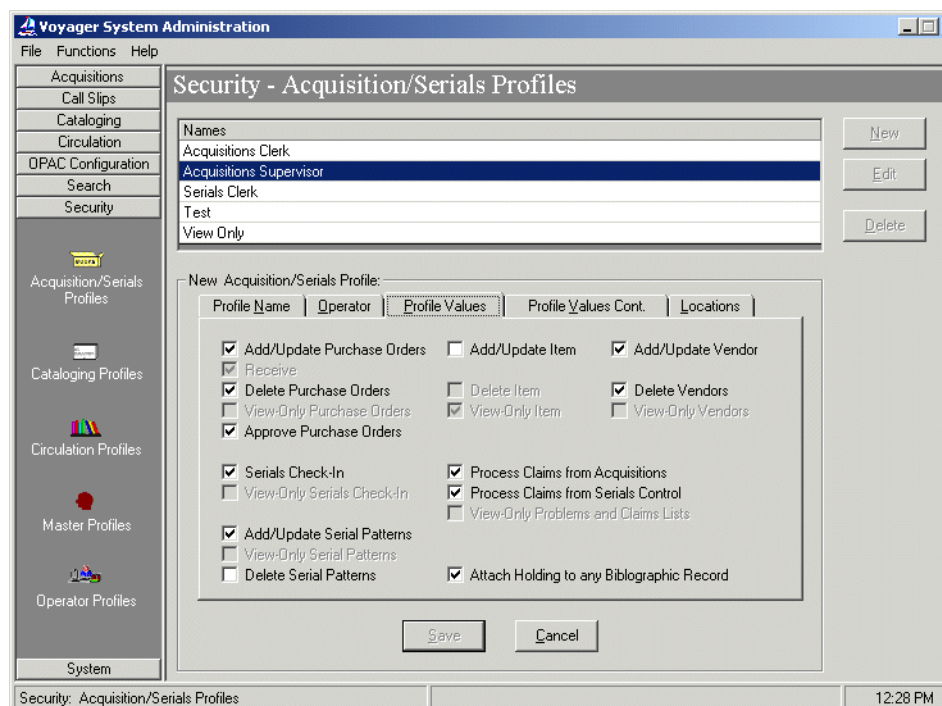 Voyager System Administration
File Functions Help
Acquisitions
Call Slips
Cataloging
Circulation
OPAC Configuration
Search
Security
Acquisition/Serials
Profiles
Cataloging Profiles
Circulation Profiles
Master Profiles
Operator Profiles
System
Security - Acquisition/Serials Profiles
Names
Acquisitions Clerk
Acquisitions Supervisor
Serials Clerk
Test
View Only
New
Edit
Delete
New Acquisition/Serials Profile:
Profile Name Operator Profile Values Profile Values Cont. Locations
Add/Update Purchase Orders Add/Update Item Add/Update Vendor
Receive
Delete Purchase Orders Delete Item Delete Vendors
View-Only Purchase Orders View-Only Item View-Only Vendors
Approve Purchase Orders
Serials Check-In Process Claims from Acquisitions
View-Only Serials Check-In Process Claims from Serials Control
View-Only Problems and Claims Lists
Add/Update Serial Patterns
View-Only Serial Patterns
Delete Serial Patterns Attach Holding to any Biblographic Record
Save Cancel
Security: Acquisition/Serials Profiles 12:28 PM